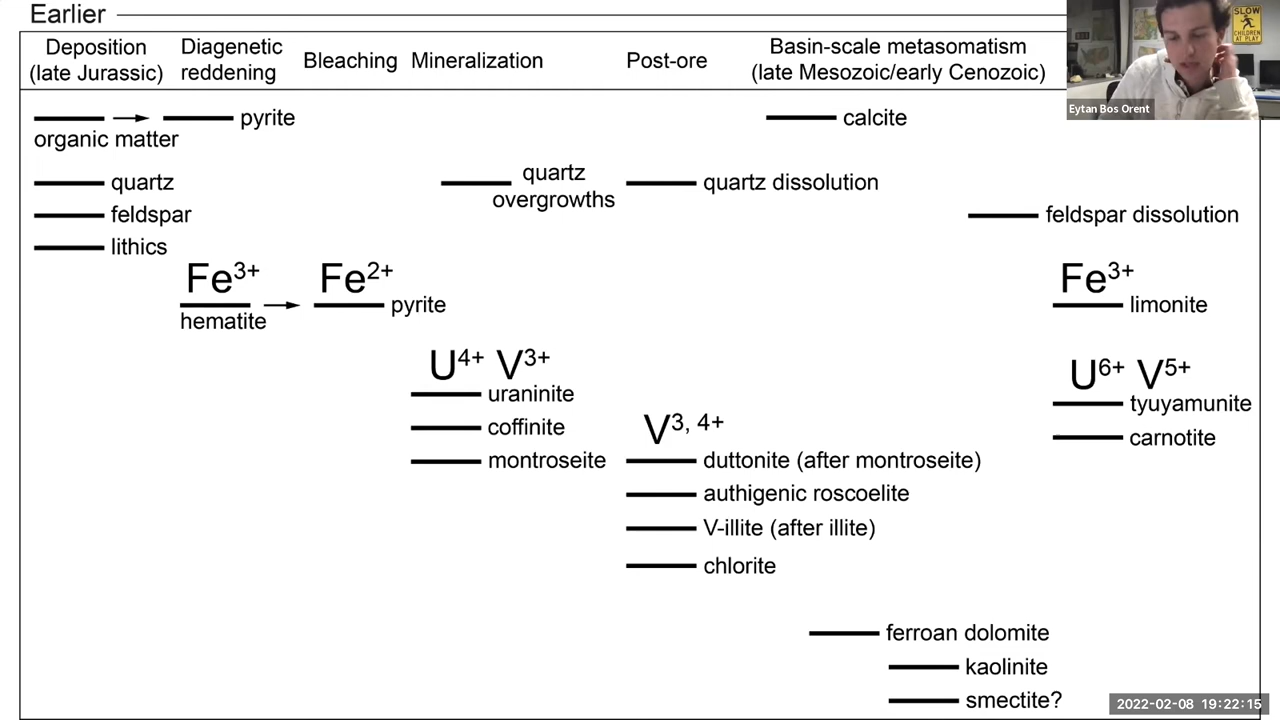 Earlier
Deposition
(late Jurassic)
Diagenetic
reddening
Bleaching
Mineralization
Post-ore
Basin-scale metasomatism
(late Mesozoic/early Cenozoic)
SLOW
CHILDREN
AT PLAY
Eytan Bos Orent
organic matter
pyrite
calcite
quartz
quartz
overgrowths
quartz dissolution
feldspar
feldspar dissolution
lithics
Fe3+
hematite
Fe2+
pyrite
Fe3+
limonite
U4+ V3+
uraninite
coffinite
montroseite
V3, 4+
duttonite (after montroseite)
authigenic roscoelite
V-illite (after illite)
chlorite
U6+ V5+
tyuyamunite
carnotite
ferroan dolomite
kaolinite
smectite?
2022-02-08 19:22:15